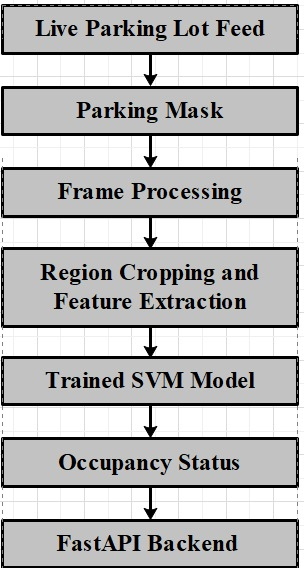 Live Parking Lot Feed
Parking Mask
Frame Processing
Region Cropping and
Feature Extraction
Trained SVM Model
Occupancy Status
FastAPI Backend